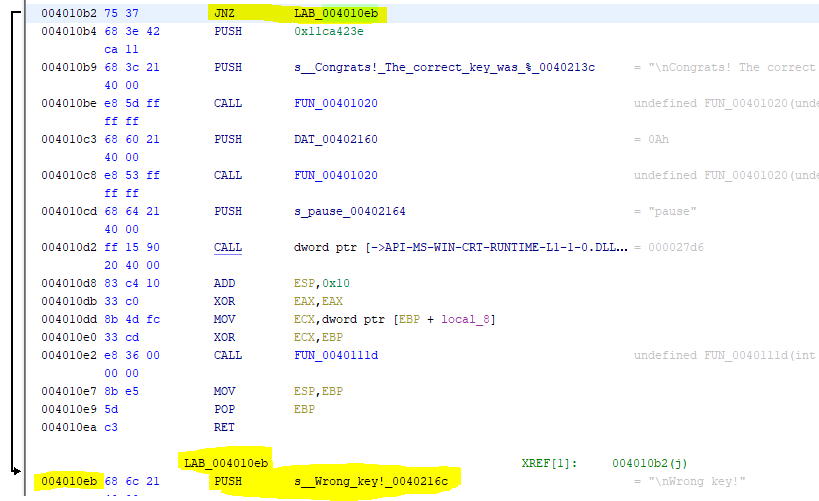 004010b2 75 37 JNZ LAB_004010eb
004010b4 68 3e 42 PUSH 0x11ca423e
ca 11
004010b9 68 3c 21 PUSH s__Congrats!_The_correct_key_was_%_0040213c = "\nCongrats! The correct
40 00
004010be e8 5d ff CALL FUN_00401020 undefined FUN_00401020(unde
ff ff
004010c3 68 60 21 PUSH DAT_00402160 = 0Ah
40 00
004010c8 e8 53 ff CALL FUN_00401020 undefined FUN_00401020(unde
ff ff
004010cd 68 64 21 PUSH s_pause_00402164 = "pause"
40 00
004010d2 ff 15 90 CALL dword ptr [->API-MS-WIN-CRT-RUNTIME-L1-1-0.DLL... = 000027d6
20 40 00
004010d8 83 c4 10 ADD ESP,0x10
004010db 33 c0 XOR EAX,EAX
004010dd 8b 4d fc MOV ECX,dword ptr [EBP + local_8]
004010e0 33 cd XOR ECX,EBP
004010e2 e8 36 00 CALL FUN_0040111d undefined FUN_0040111d(int
00 00
004010e7 8b e5 MOV ESP,EBP
004010e9 5d POP EBP
004010ea c3 RET
LAB_004010eb XREF[1]: 004010b2(j)
004010eb 68 6c 21 PUSH s__Wrong_key!_0040216c = "\nWrong key!"